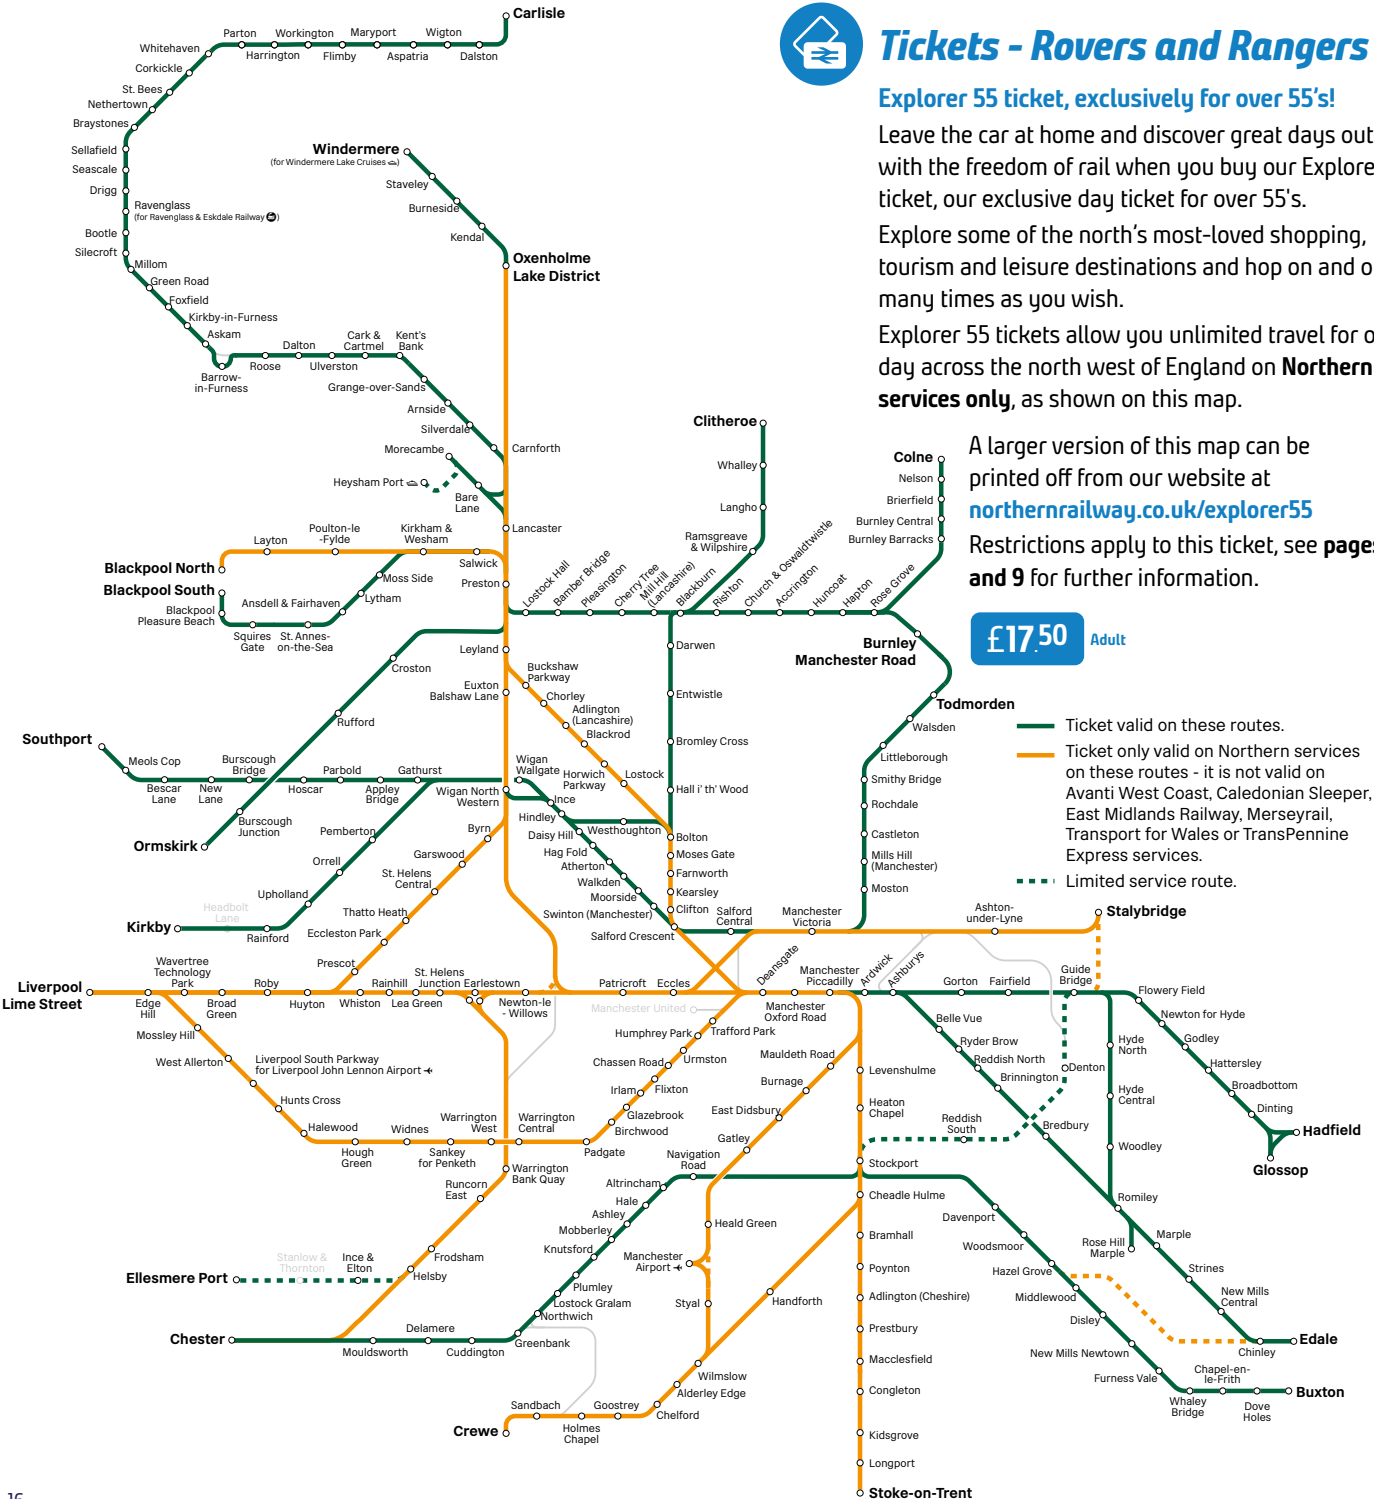 Tickets - Rovers and Rangers
Explorer 55 ticket, exclusively for over 55's!
Leave the car at home and discover great days out
with the freedom of rail when you buy our Explore
ticket, our exclusive day ticket for over 55's.
Explore some of the north's most-loved shopping,
tourism and leisure destinations and hop on and o
many times as you wish.
Explorer 55 tickets allow you unlimited travel for o
day across the north west of England on Northern
services only, as shown on this map.
A larger version of this map can be
printed off from our website at
northernrailway.co.uk/explorer55
Restrictions apply to this ticket, see pages
and 9 for further information.
£17.50 Adult
Ticket valid on these routes.
Ticket only valid on Northern services
on these routes - it is not valid on
Avanti West Coast, Caledonian Sleeper,
East Midlands Railway, Merseyrail,
Transport for Wales or TransPennine
Express services.
Limited service route.
Carlisle
Dalston
Wigton
Aspatria
Maryport
Flimby
Workington
Harrington
Parton
Whitehaven
Corkickle
St. Bees
Nethertown
Braystones
Sellafield
Seascale
Drigg
Ravenglass
(for Ravenglass & Eskdale Railway)
Bootle
Silecroft
Millom
Green Road
Foxfield
Kirkby-in-Furness
Askam
Barrow-
in-Furness
Roose
Dalton
Ulverston
Cark &
Cartmel
Kent's
Bank
Grange-over-Sands
Arnside
Silverdale
Carnforth
Windermere
(for Windermere Lake Cruises)
Staveley
Burneside
Kendal
Oxenholme
Lake District
Morecambe
Heysham Port
Bare
Lane
Lancaster
Layton
Poulton-le
-Fylde
Kirkham &
Wesham
Salwick
Blackpool North
Blackpool South
Blackpool
Pleasure Beach
Squires
Gate
St. Annes-
on-the-Sea
Ansdell & Fairhaven
Lytham
Moss Side
Preston
Lostock Hall
Bamber Bridge
Pleasington
Cherry Tree
Mill Hill
(Lancashire)
Blackburn
Rishton
Church & Oswaldtwistle
Accrington
Huncoat
Hapton
Rose Grove
Clitheroe
Whalley
Langho
Ramsgreave
& Wilpshire
Colne
Nelson
Brierfield
Burnley Central
Burnley Barracks
Burnley
Manchester Road
Todmorden
Walsden
Littleborough
Smithy Bridge
Rochdale
Castleton
Mills Hill
(Manchester)
Moston
Darwen
Entwistle
Bromley Cross
Hall i' th' Wood
Bolton
Moses Gate
Farnworth
Kearsley
Clifton
Leyland
Euxton
Balshaw Lane
Buckshaw
Parkway
Chorley
Adlington
(Lancashire)
Blackrod
Horwich
Parkway
Lostock
Croston
Rufford
Burscough
Junction
Ormskirk
Southport
Meols Cop
Bescar
Lane
New
Lane
Burscough
Bridge
Hoscar
Parbold
Appley
Bridge
Gathurst
Wigan
Wallgate
Wigan North
Western
Ince
Hindley
Westhoughton
Daisy Hill
Hag Fold
Atherton
Walkden
Moorside
Swinton (Manchester)
Salford Crescent
Salford
Central
Manchester
Victoria
Ashton-
under-Lyne
Stalybridge
Pemberton
Orrell
Upholland
Rainford
Headbolt
Lane
Kirkby
Byrn
Garswood
St. Helens
Central
Thatto Heath
Eccleston Park
Prescot
Liverpool
Lime Street
Edge
Hill
Wavertree
Technology
Park
Broad
Green
Roby
Huyton
Whiston
Rainhill
Lea Green
St. Helens
Junction
Earlestown
Newton-le
- Willows
Patricroft
Eccles
Manchester United
Deansgate
Manchester
Oxford Road
Manchester
Piccadilly
Ardwick
Ashburys
Gorton
Fairfield
Guide
Bridge
Flowery Field
Newton for Hyde
Godley
Hattersley
Broadbottom
Dinting
Hadfield
Glossop
Mossley Hill
West Allerton
Liverpool South Parkway
for Liverpool John Lennon Airport
Hunts Cross
Halewood
Hough
Green
Widnes
Sankey
for Penketh
Warrington
West
Warrington
Central
Padgate
Birchwood
Glazebrook
Irlam
Flixton
Chassen Road
Urmston
Humphrey Park
Trafford Park
Warrington
Bank Quay
Runcorn
East
Frodsham
Helsby
Ince &
Elton
Stanlow &
Thornton
Ellesmere Port
Chester
Mouldsworth
Delamere
Cuddington
Greenbank
Northwich
Lostock Gralam
Plumley
Knutsford
Mobberley
Ashley
Hale
Altrincham
Navigation
Road
Mauldeth Road
Burnage
East Didsbury
Gatley
Heald Green
Manchester
Airport
Styal
Handforth
Wilmslow
Alderley Edge
Chelford
Goostrey
Holmes
Chapel
Sandbach
Crewe
Levenshulme
Heaton
Chapel
Stockport
Cheadle Hulme
Bramhall
Poynton
Adlington (Cheshire)
Prestbury
Macclesfield
Congleton
Kidsgrove
Longport
Stoke-on-Trent
Belle Vue
Ryder Brow
Reddish North
Brinnington
Bredbury
Reddish
South
Denton
Hyde
North
Hyde
Central
Woodley
Romiley
Rose Hill
Marple
Marple
Strines
New Mills
Central
Chinley
Edale
Davenport
Woodsmoor
Hazel Grove
Middlewood
Disley
New Mills Newtown
Furness Vale
Whaley
Bridge
Chapel-en-
le-Frith
Dove
Holes
Buxton